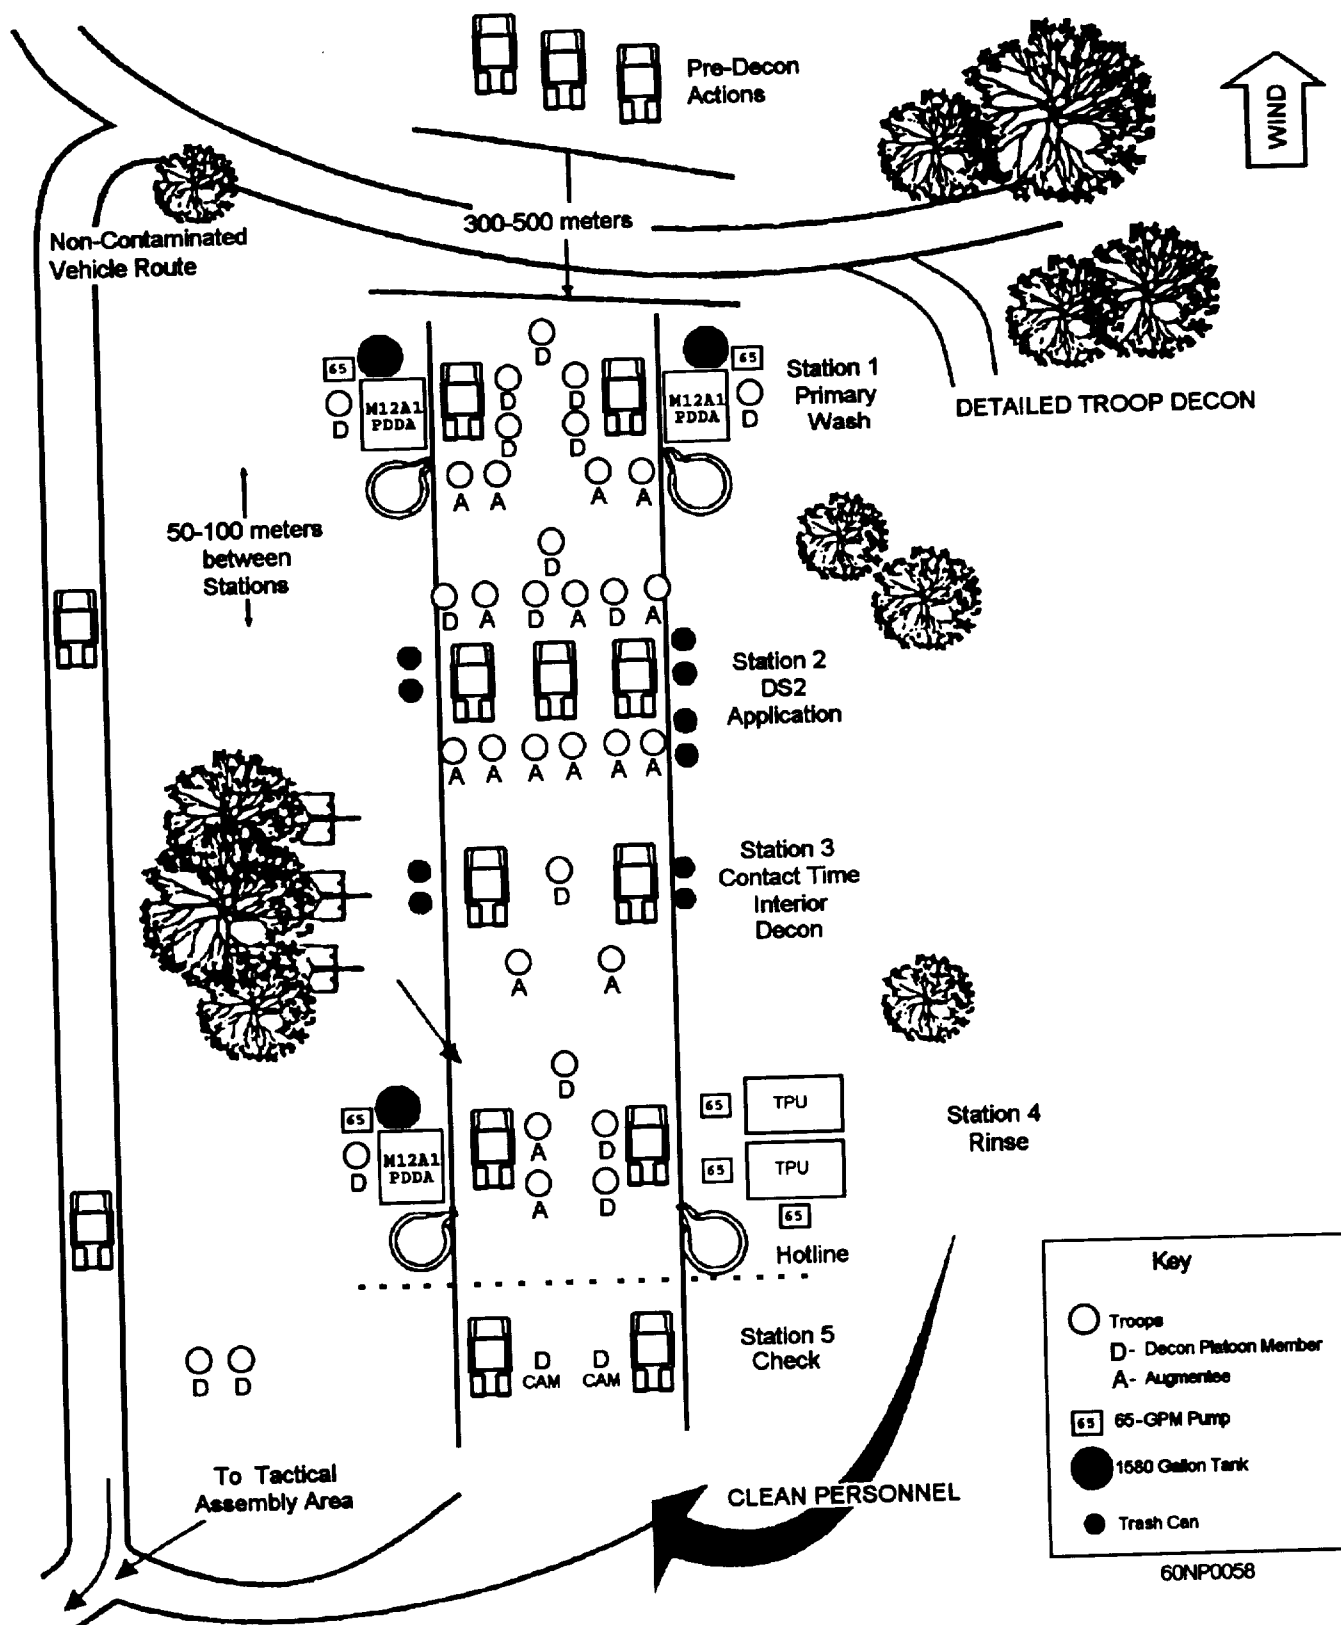 Pre-Decon
Actions
WIND
300-500 meters
Non-Contaminated
Vehicle Route
D
65
65
Station 1
Primary
Wash
M12A1
PDDA
M12A1
PDDA
D
D
D
D
D
D
DETAILED TROOP DECON
A
A
A
A
50-100 meters
between
Stations
D
D
A
D
A
D
A
Station 2
DS2
Application
A
A
A
A
A
A
Station 3
Contact Time
Interior
Decon
D
A
A
D
65
65
TPU
Station 4
Rinse
M12A1
PDDA
D
A
D
65
TPU
A
D
65
Hotline
Station 5
Check
D
CAM
D
CAM
D
D
To Tactical
Assembly Area
CLEAN PERSONNEL
Key
Troops
D- Decon Platoon Member
A- Augmentee
65
65-GPM Pump
1580 Gallon Tank
Trash Can
60NP0058